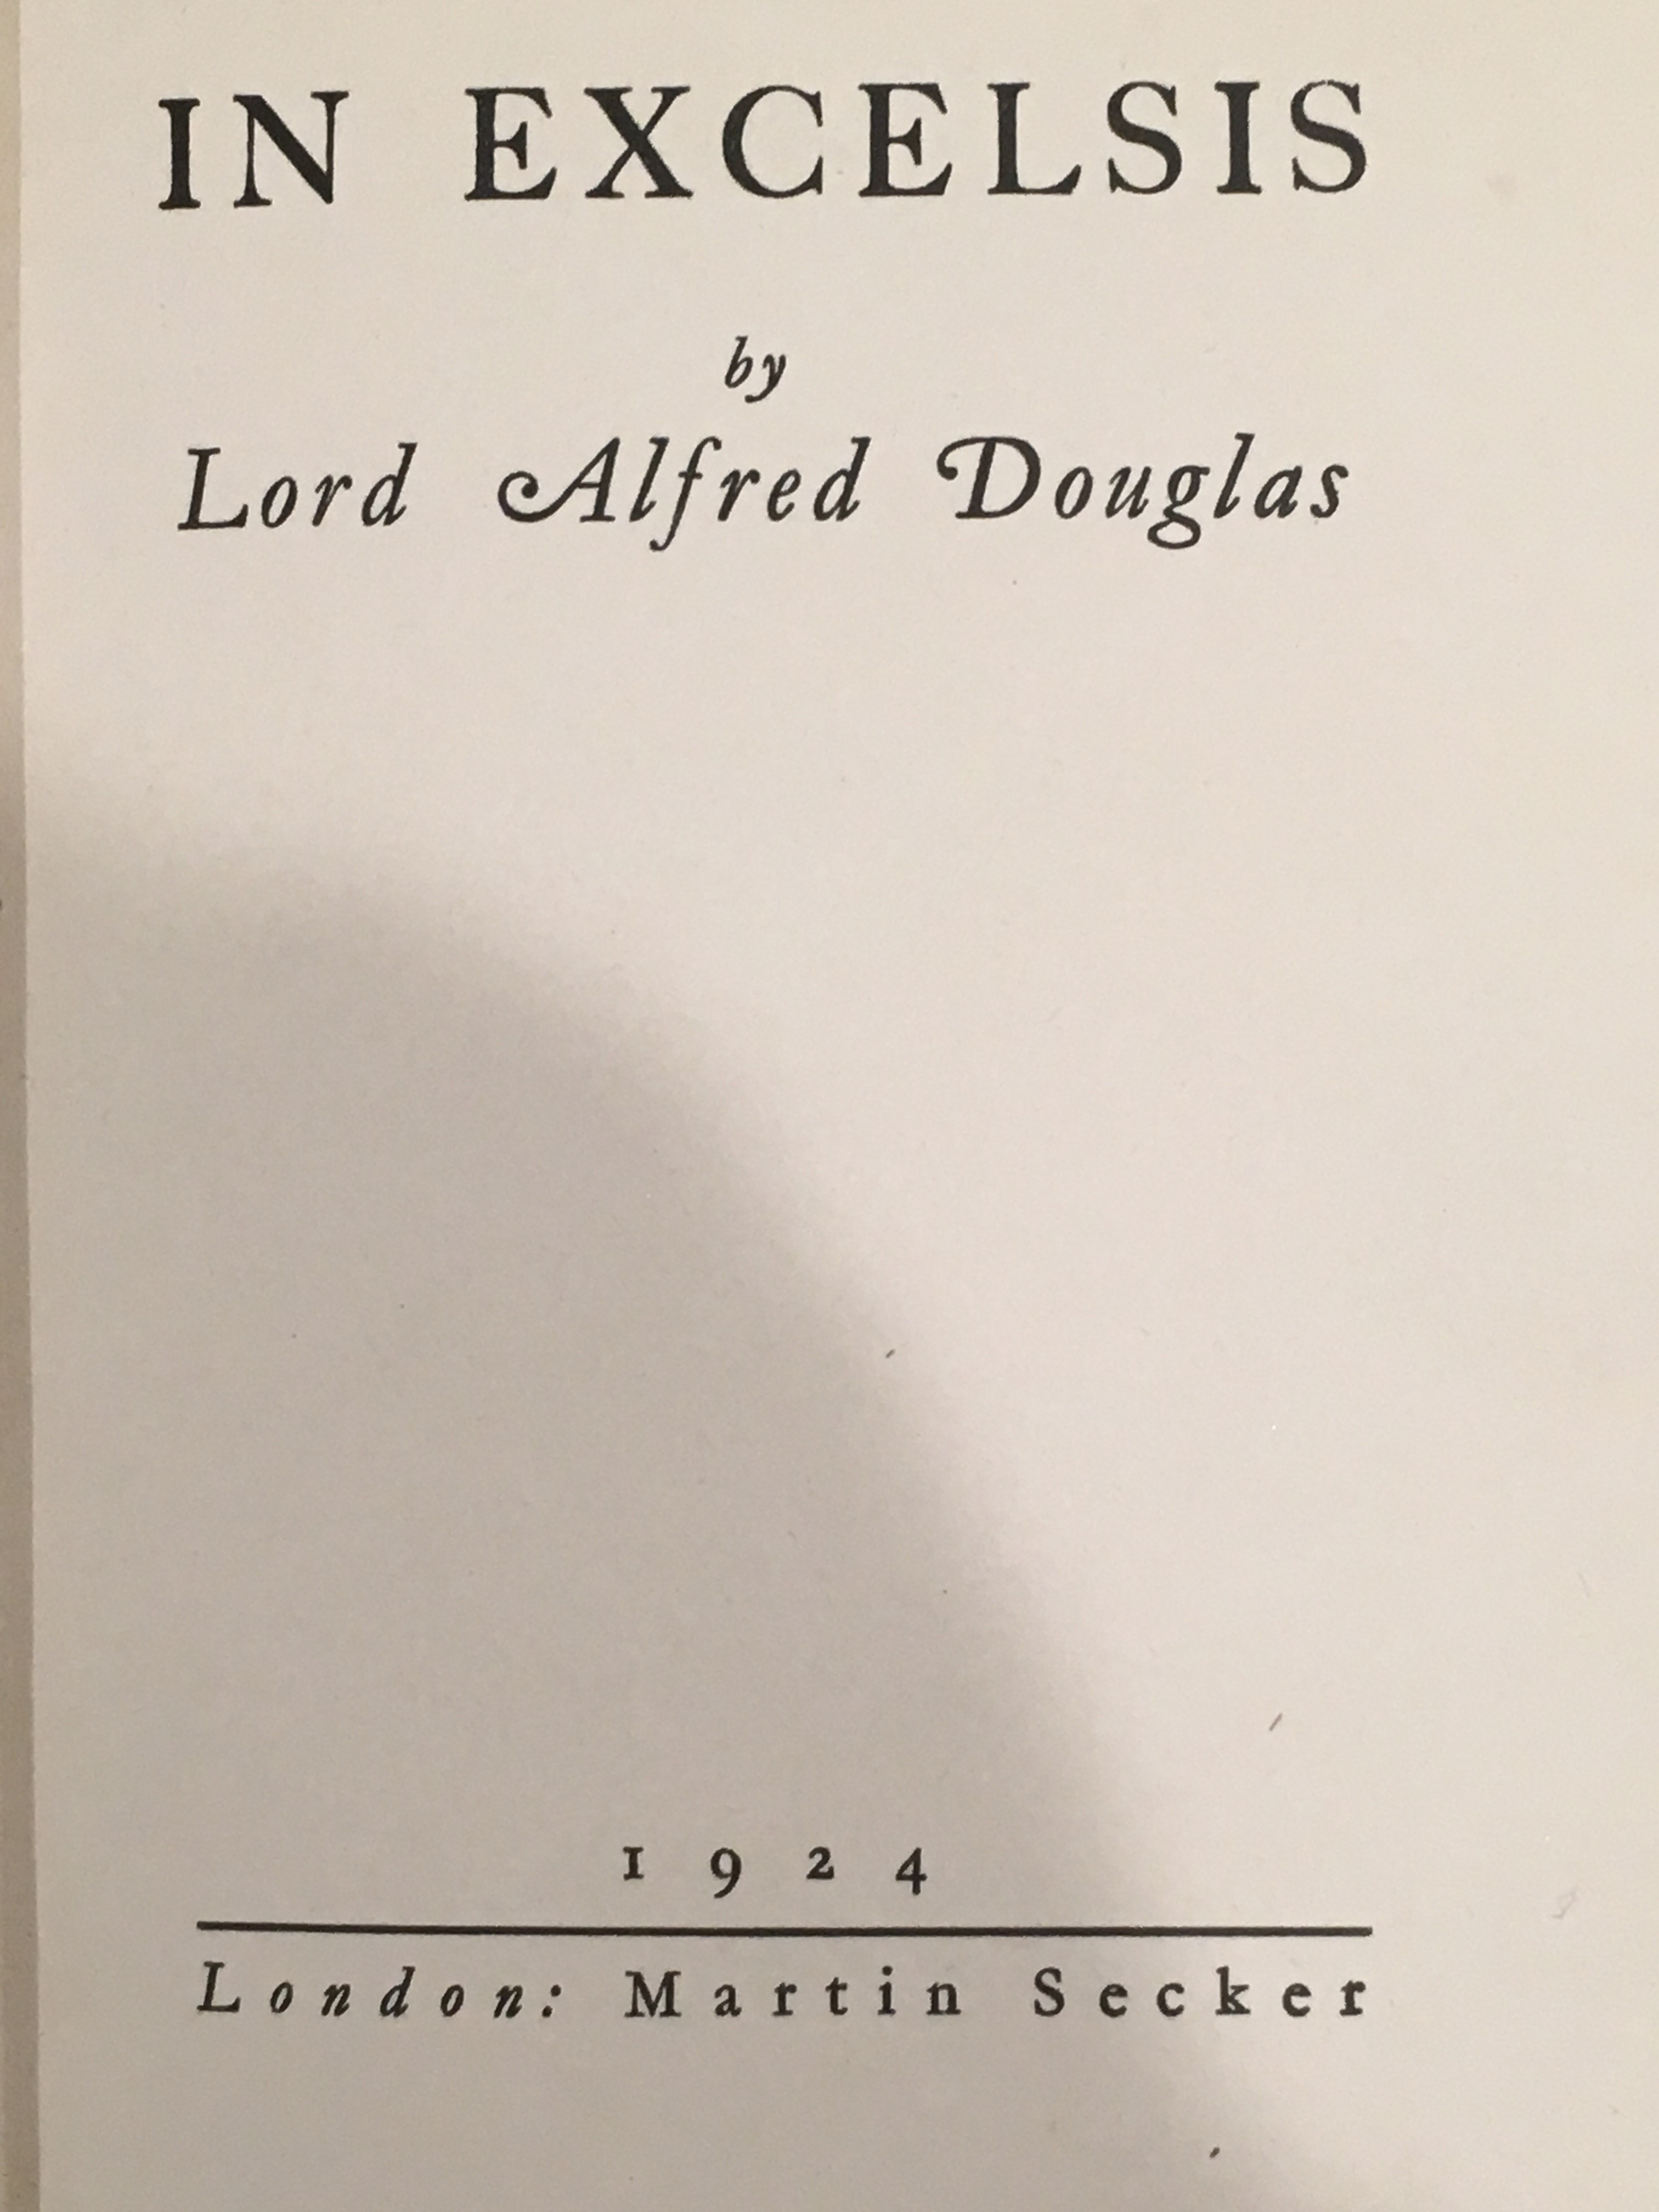 IN EXCELSIS
by
Lord Alfred Douglas
1924
London: Martin Secker